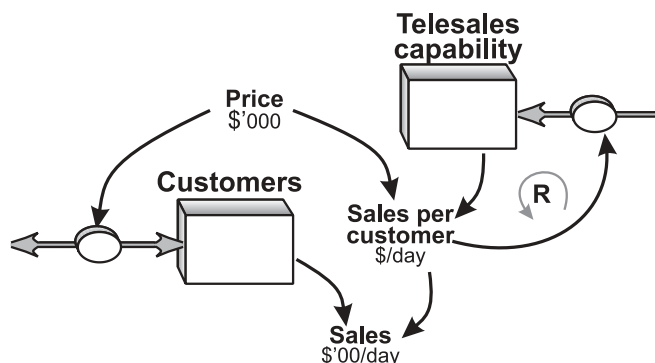 Telesales
capability
Price
$'000
Customers
R
Sales per
customer
$/day
Sales
$'00/day